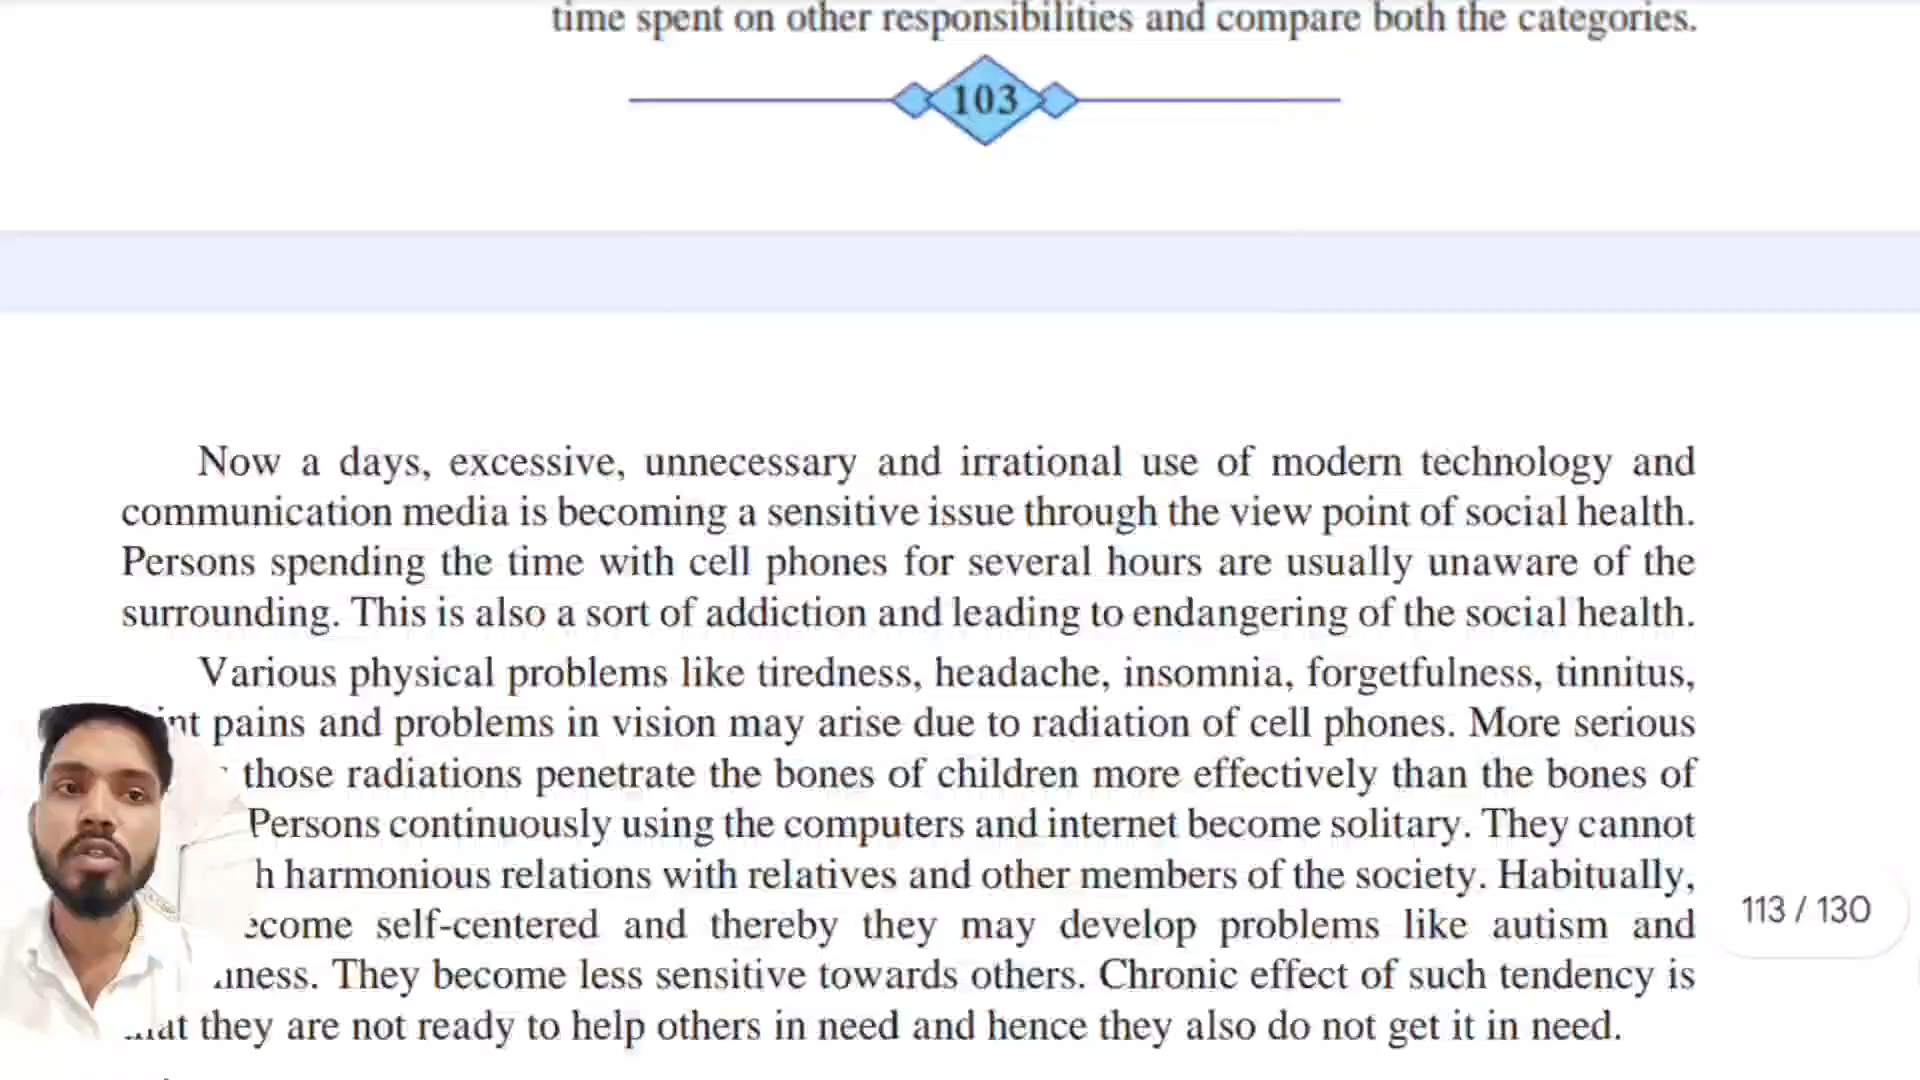 time spent on other responsibilities and compare both the categories.
103
Now a days, excessive, unnecessary and irrational use of modern technology and
communication media is becoming a sensitive issue through the view point of social health.
Persons spending the time with cell phones for several hours are usually unaware of the
surrounding. This is also a sort of addiction and leading to endangering of the social health.
Various physical problems like tiredness, headache, insomnia, forgetfulness, tinnitus,
pains and problems in vision may arise due to radiation of cell phones. More serious
those radiations penetrate the bones of children more effectively than the bones of
Persons continuously using the computers and internet become solitary. They cannot
harmonious relations with relatives and other members of the society. Habitually,
self-centered and thereby they may develop problems like autism and
They become less sensitive towards others. Chronic effect of such tendency is
they are not ready to help others in need and hence they also do not get it in need.
113 / 130